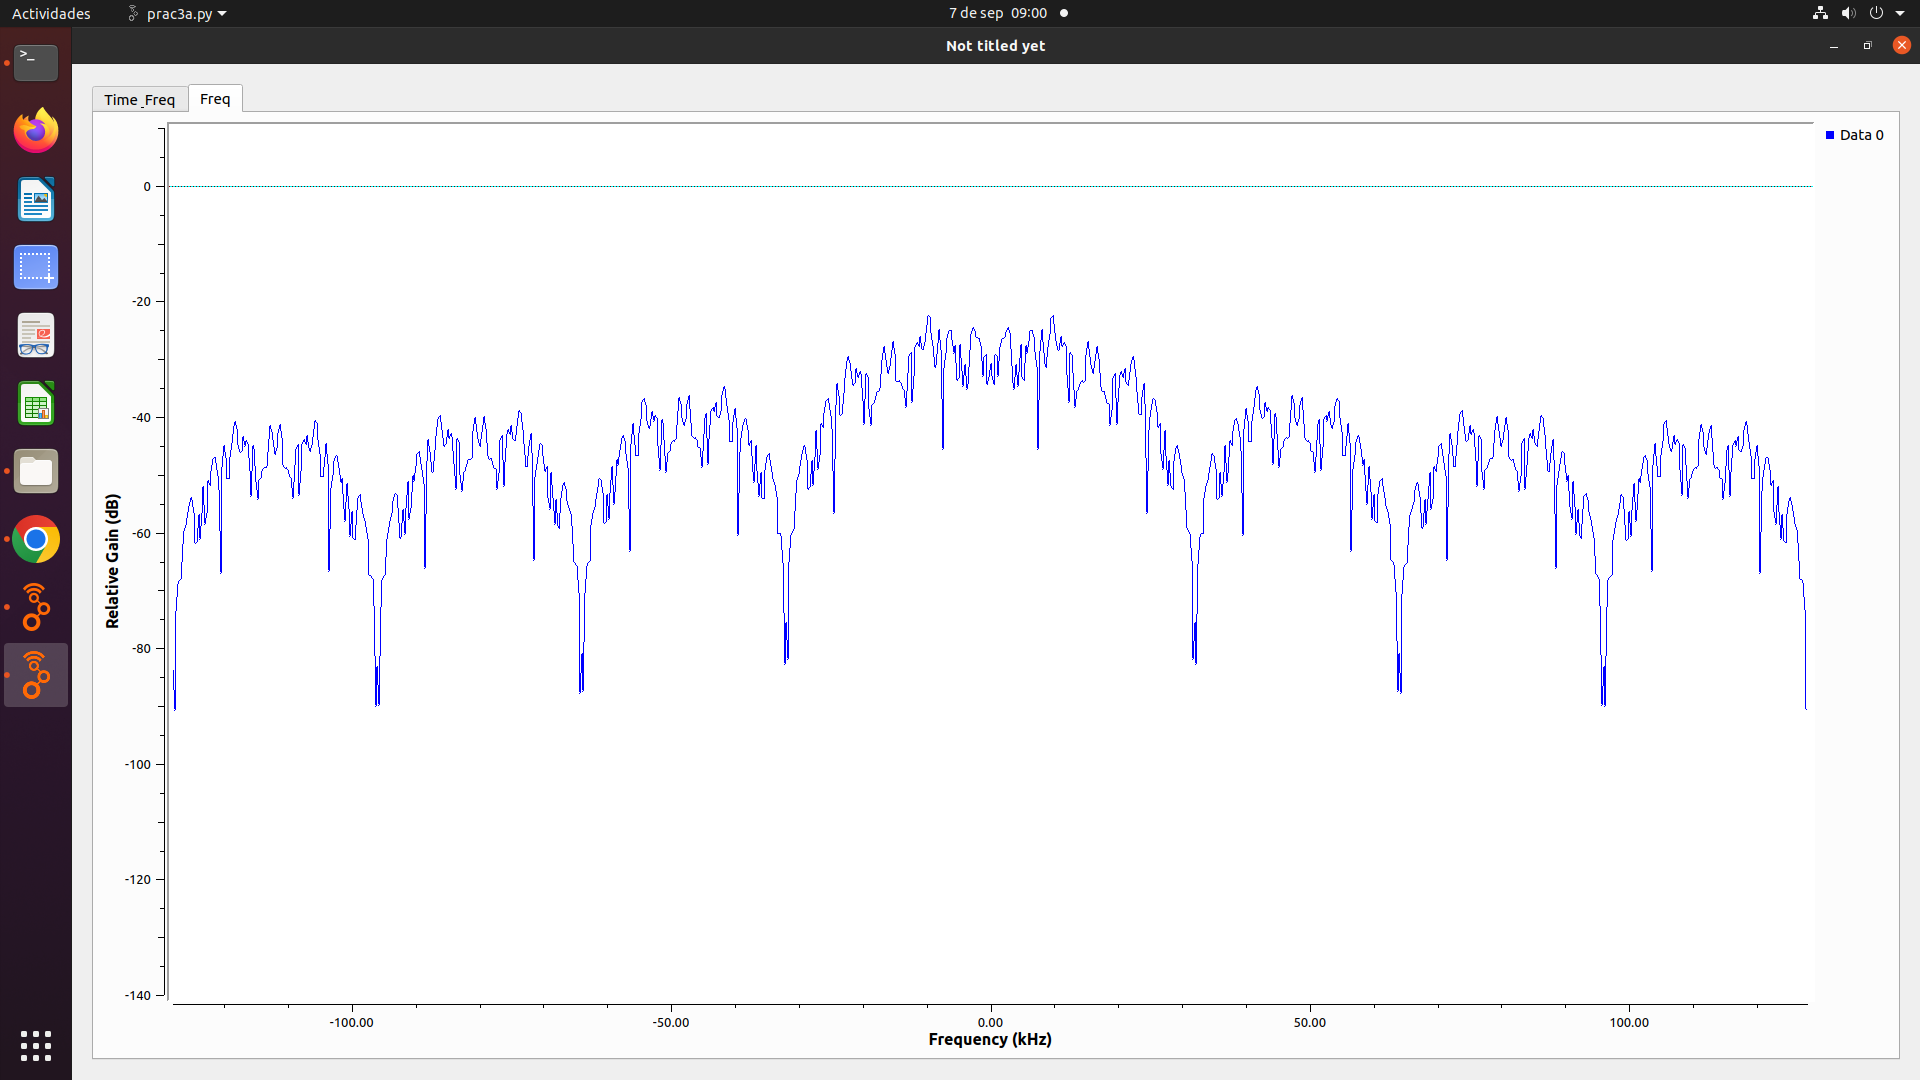 Actividades prac3a.py 7 de sep 09:00
Not titled yet
Time_Freq Freq
Data 0
0
-20
-40
-60
-80
-100
-120
-140
Relative Gain (dB)
-100.00 -50.00 0.00 50.00 100.00
Frequency (kHz)